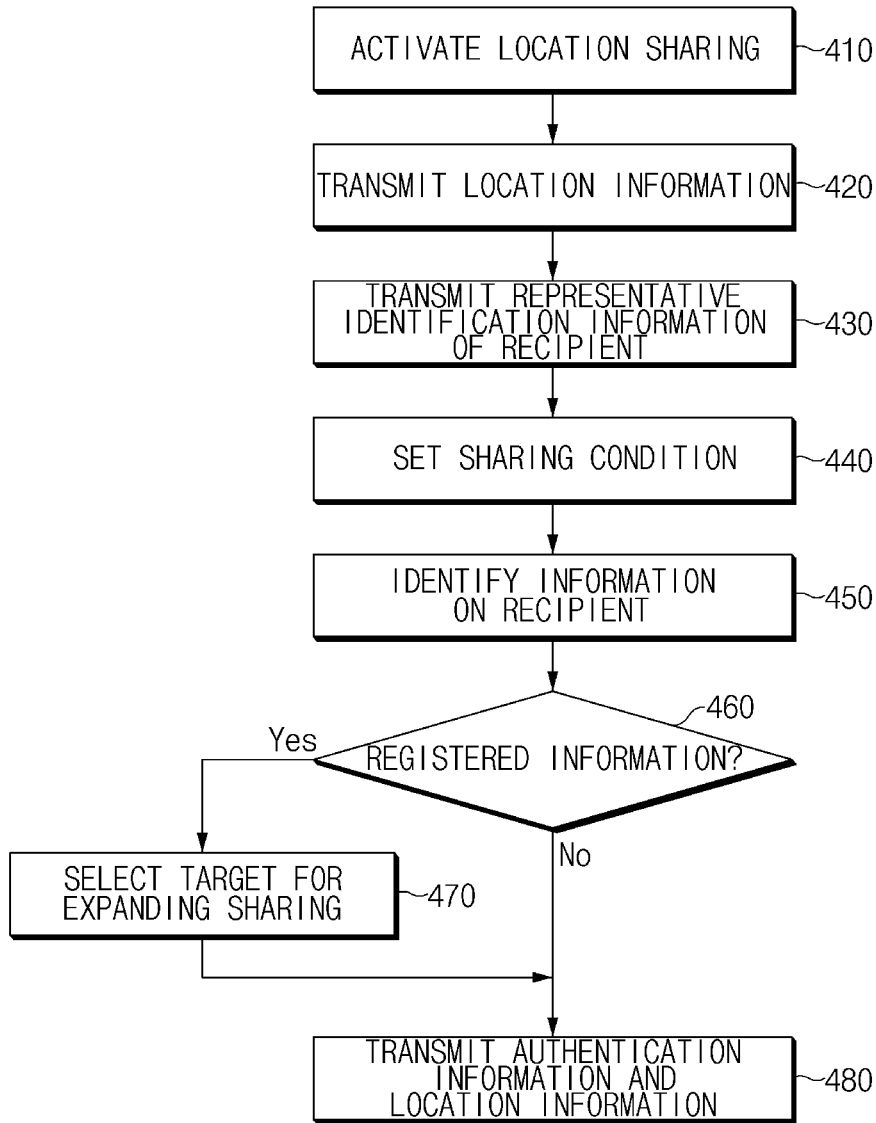 ACTIVATE LOCATION SHARING
410
TRANSMIT LOCATION INFORMATION
420
TRANSMIT REPRESENTATIVE
IDENTIFICATION INFORMATION
OF RECIPIENT
430
SET SHARING CONDITION
440
IDENTIFY INFORMATION
ON RECIPIENT
450
460
Yes
REGISTERED INFORMATION?
No
SELECT TARGET FOR
EXPANDING SHARING
470
TRANSMIT AUTHENTICATION
INFORMATION AND
LOCATION INFORMATION
480